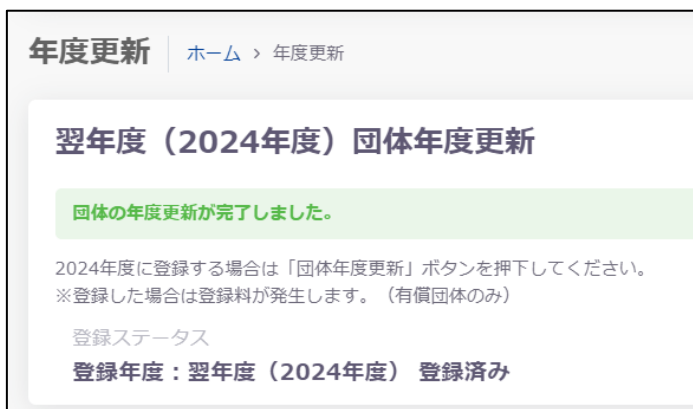 年度更新 ホーム › 年度更新
翌年度（2024年度）団体年度更新
団体の年度更新が完了しました。
2024年度に登録する場合は「団体年度更新」ボタンを押下してください。
※登録した場合は登録料が発生します。（有償団体のみ）
登録ステータス
登録年度：翌年度（2024年度） 登録済み